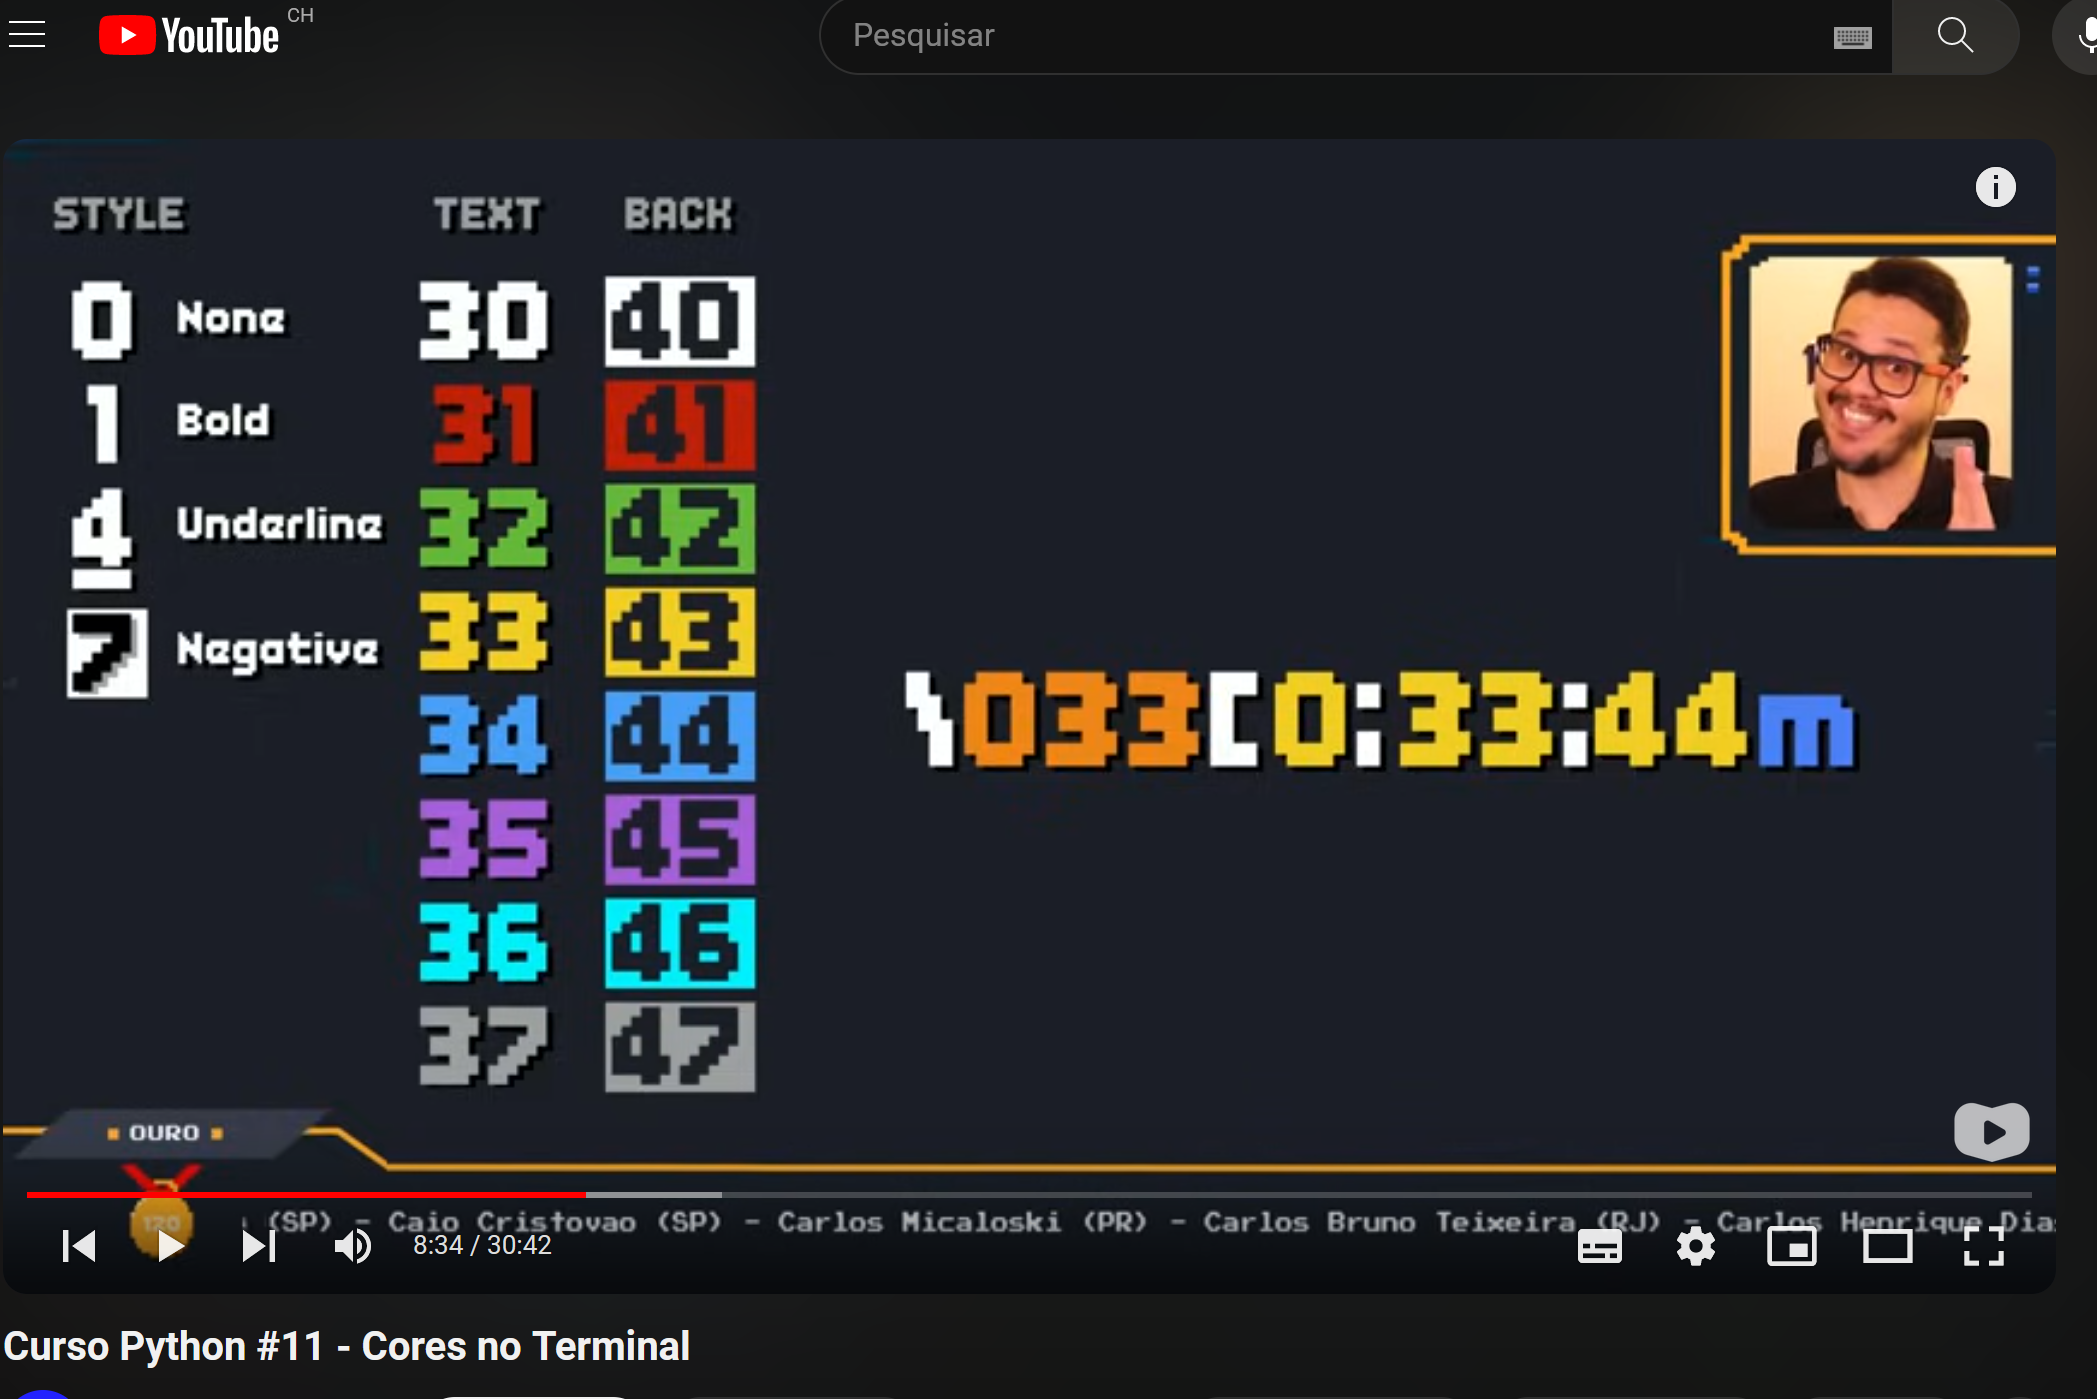 YouTube CH
Pesquisar
STYLE TEXT BACK
0 None 30 40
1 Bold 31 41
4 Underline 32 42
7 Negative 33 43
34 44
35 45
36 46
37 47
\033[0;33;44m
OURO
(SP) - Caio Cristovao (SP) - Carlos Micaloski (PR) - Carlos Bruno Teixeira (RJ) - Carlos Henrique Dia
120
8:34 / 30:42
Curso Python #11 - Cores no Terminal